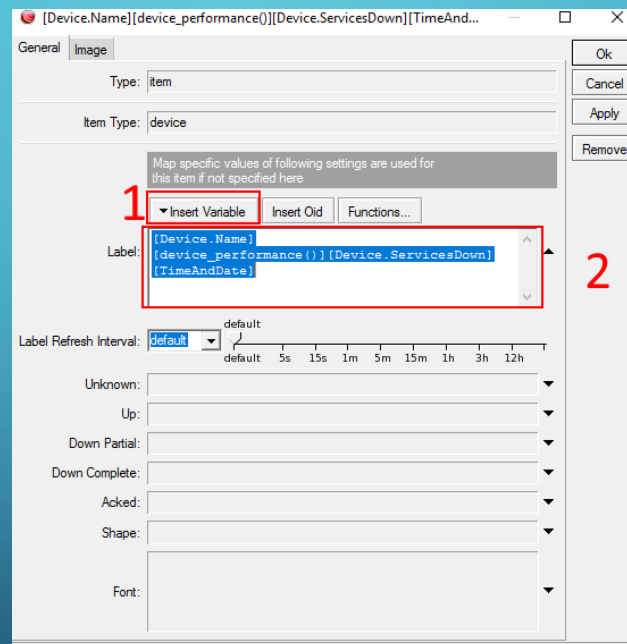 [Device.Name][device_performance()][Device.ServicesDown][TimeAnd...
General Image
Ok
Cancel
Apply
Remove
Type: item
Item Type: device
Map specific values of following settings are used for
this item if not specified here
1
Insert Variable Insert Oid Functions...
Label:
[Device.Name]
[device_performance()][Device.ServicesDown]
[TimeAndDate]
2
Label Refresh Interval: default
default
default 5s 15s 1m 5m 15m 1h 3h 12h
Unknown:
Up:
Down Partial:
Down Complete:
Acked:
Shape:
Font: